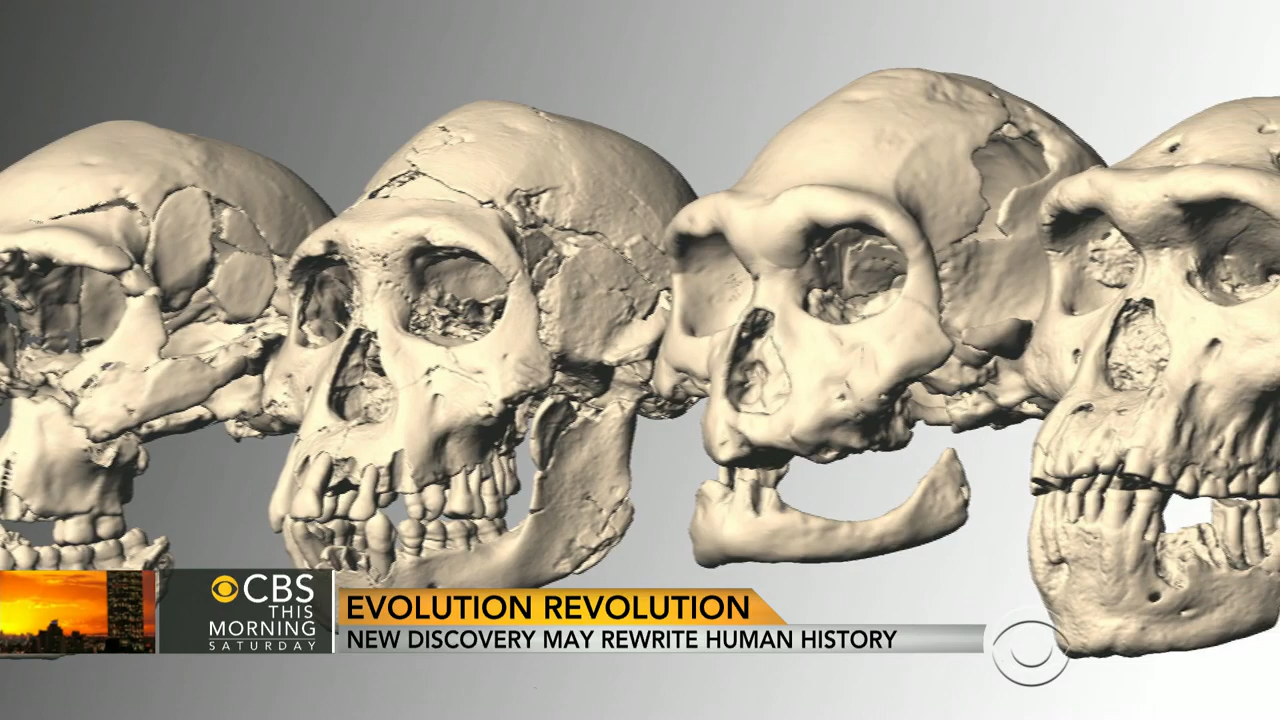 CBS
THIS
MORNING
SATURDAY
EVOLUTION REVOLUTION
NEW DISCOVERY MAY REWRITE HUMAN HISTORY